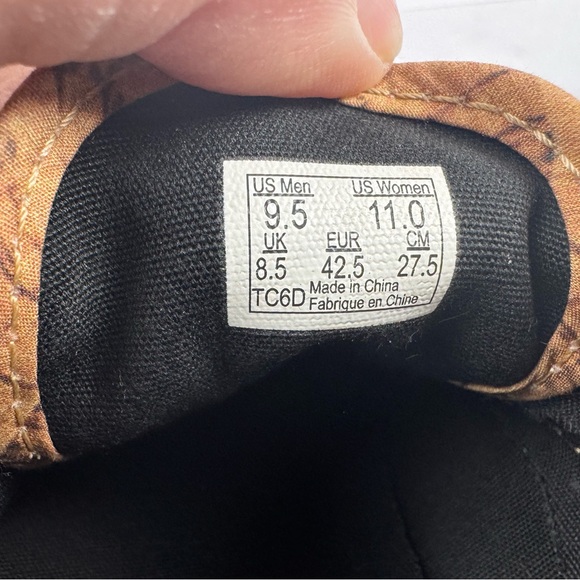 US Men US Women
9.5 11.0
UK EUR CM
8.5 42.5 27.5
TC6D Made in China
Fabrique en Chine